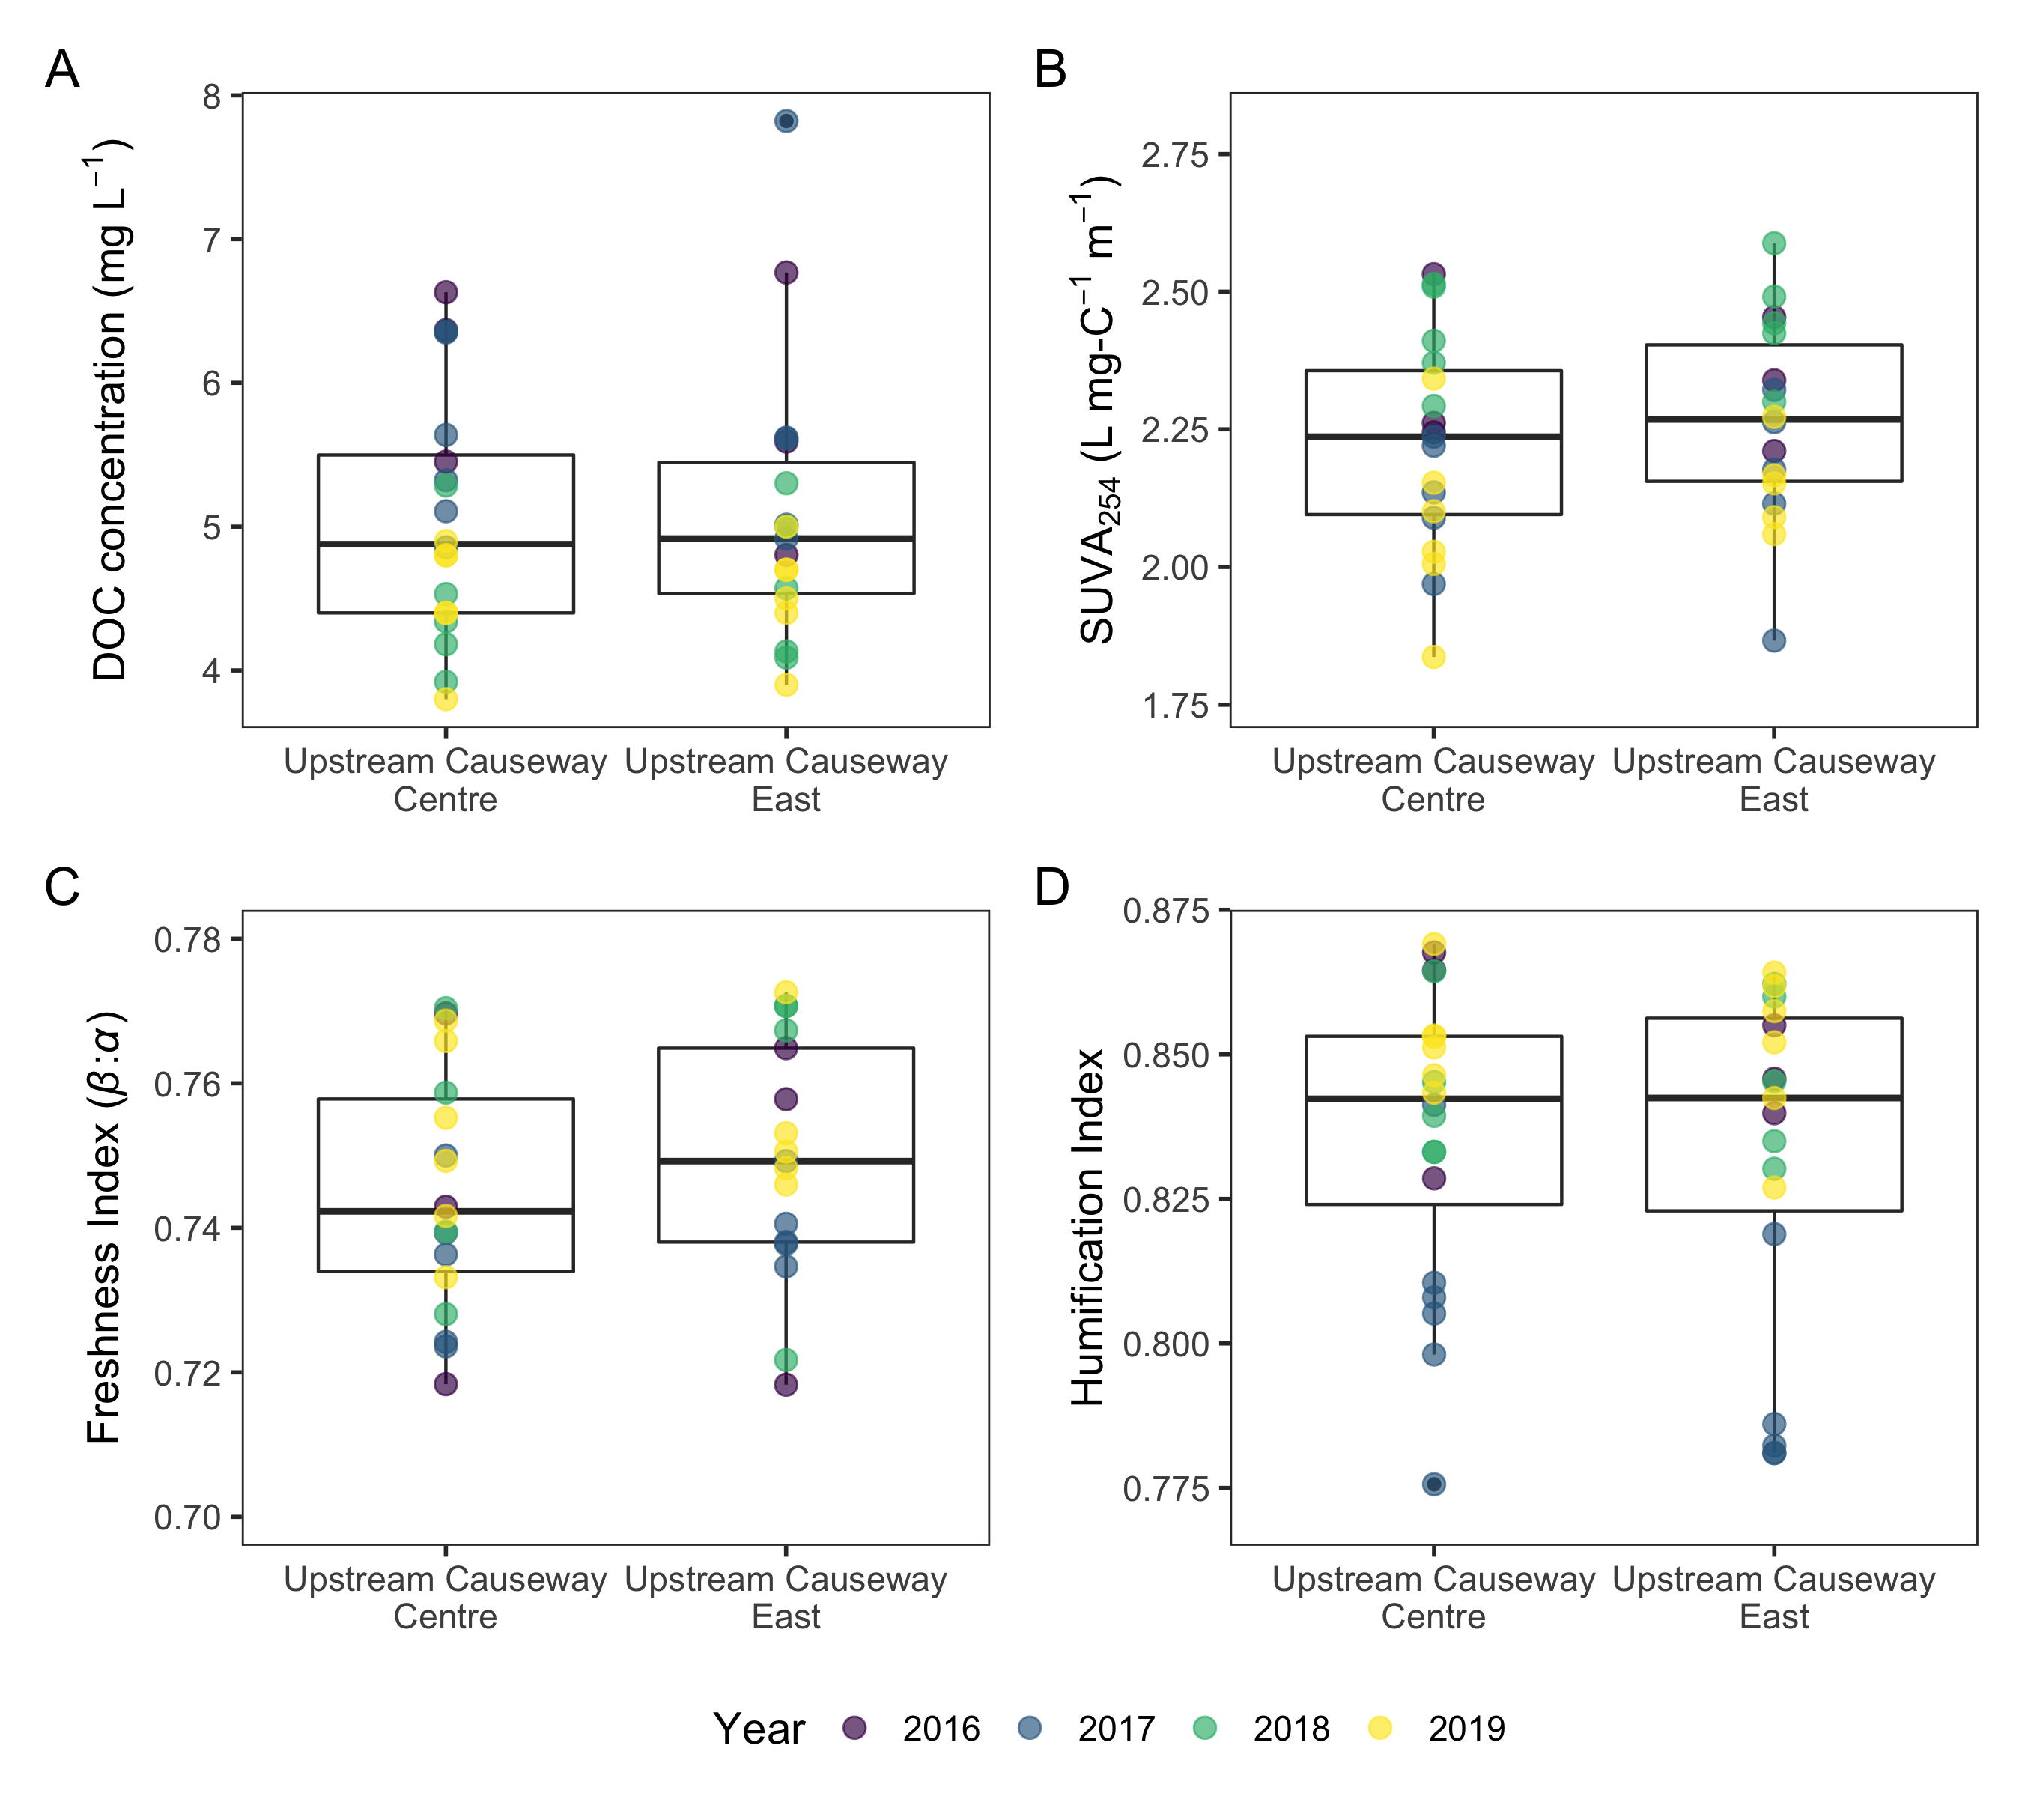 A
DOC concentration (mg L⁻¹)
8
7
6
5
4
Upstream Causeway Centre
Upstream Causeway East
B
SUVA₂₅₄ (L mg-C⁻¹ m⁻¹)
2.75
2.50
2.25
2.00
1.75
Upstream Causeway Centre
Upstream Causeway East
C
Freshness Index (β:α)
0.78
0.76
0.74
0.72
0.70
Upstream Causeway Centre
Upstream Causeway East
D
Humification Index
0.875
0.850
0.825
0.800
0.775
Upstream Causeway Centre
Upstream Causeway East
Year 2016 2017 2018 2019